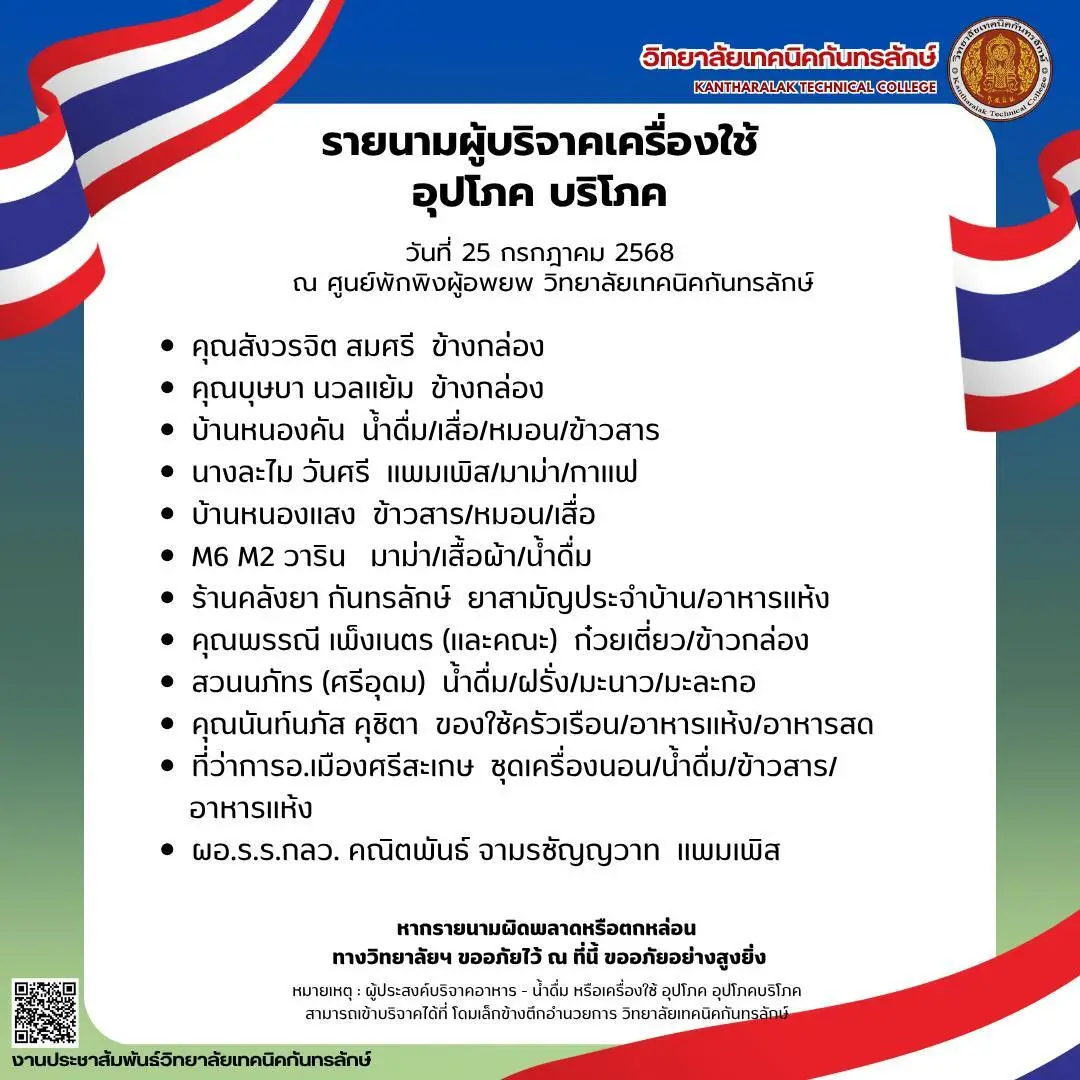 วิทยาลัยเทคนิคกันทรลักษ์
KANTHARALAK TECHNICAL COLLEGE
วิทยาลัยเทคนิคกันทรลักษ์
Kantharalak Technical College
รายนามผู้บริจาคเครื่องใช้
อุปโภค บริโภค
วันที่ 25 กรกฎาคม 2568
ณ ศูนย์พักพิงผู้อพยพ วิทยาลัยเทคนิคกันทรลักษ์
• คุณสังวรจิต สมศรี ข้างกล่อง
• คุณบุษบา นวลแย้ม ข้างกล่อง
• บ้านหนองคัน น้ำดื่ม/เสื่อ/หมอน/ข้าวสาร
• นางละไม วันศรี แพมเพิส/มาม่า/กาแฟ
• บ้านหนองแสง ข้าวสาร/หมอน/เสื่อ
• M6 M2 วาริน มาม่า/เสื้อผ้า/น้ำดื่ม
• ร้านคลังยา กันทรลักษ์ ยาสามัญประจำบ้าน/อาหารแห้ง
• คุณพรรณี เพ็งเนตร (และคณะ) ก๋วยเตี่ยว/ข้าวกล่อง
• สวนนภัทร (ศรีอุดม) น้ำดื่ม/ฝรั่ง/มะนาว/มะละกอ
• คุณนันท์นภัส คุชิตา ของใช้ครัวเรือน/อาหารแห้ง/อาหารสด
• ที่ว่าการอ.เมืองศรีสะเกษ ชุดเครื่องนอน/น้ำดื่ม/ข้าวสาร/
อาหารแห้ง
• ผอ.ร.ร.กลว. คณิตพันธ์ จามรชัญญวาท แพมเพิส
หากรายนามผิดพลาดหรือตกหล่อน
ทางวิทยาลัยฯ ขออภัยไว้ ณ ที่นี้ ขออภัยอย่างสูงยิ่ง
หมายเหตุ : ผู้ประสงค์บริจาคอาหาร - น้ำดื่ม หรือเครื่องใช้ อุปโภค อุปโภคบริโภค
สามารถเข้าบริจาคได้ที่ โดมเล็กข้างตึกอำนวยการ วิทยาลัยเทคนิคกันทรลักษ์
งานประชาสัมพันธ์วิทยาลัยเทคนิคกันทรลักษ์